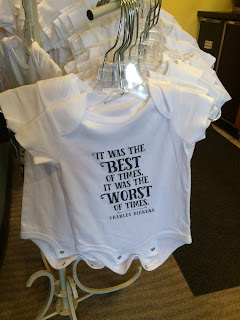 IT WAS THE
BEST
OF TIMES,
IT WAS THE
WORST
OF TIMES.
-CHARLES DICKENS